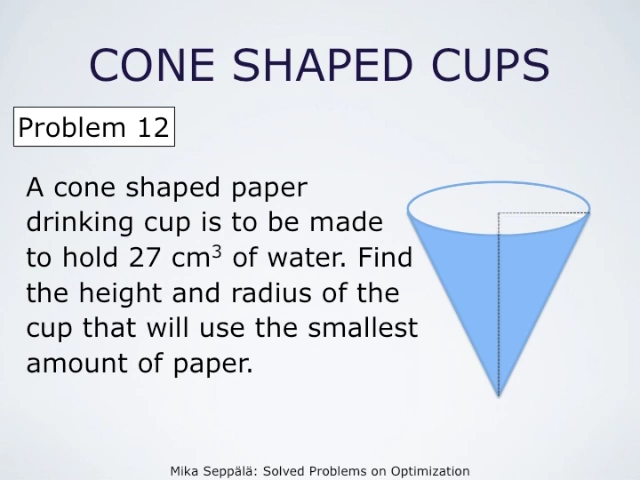 CONE SHAPED CUPS
Problem 12
A cone shaped paper
drinking cup is to be made
to hold 27 cm³ of water. Find
the height and radius of the
cup that will use the smallest
amount of paper.
Mika Seppälä: Solved Problems on Optimization